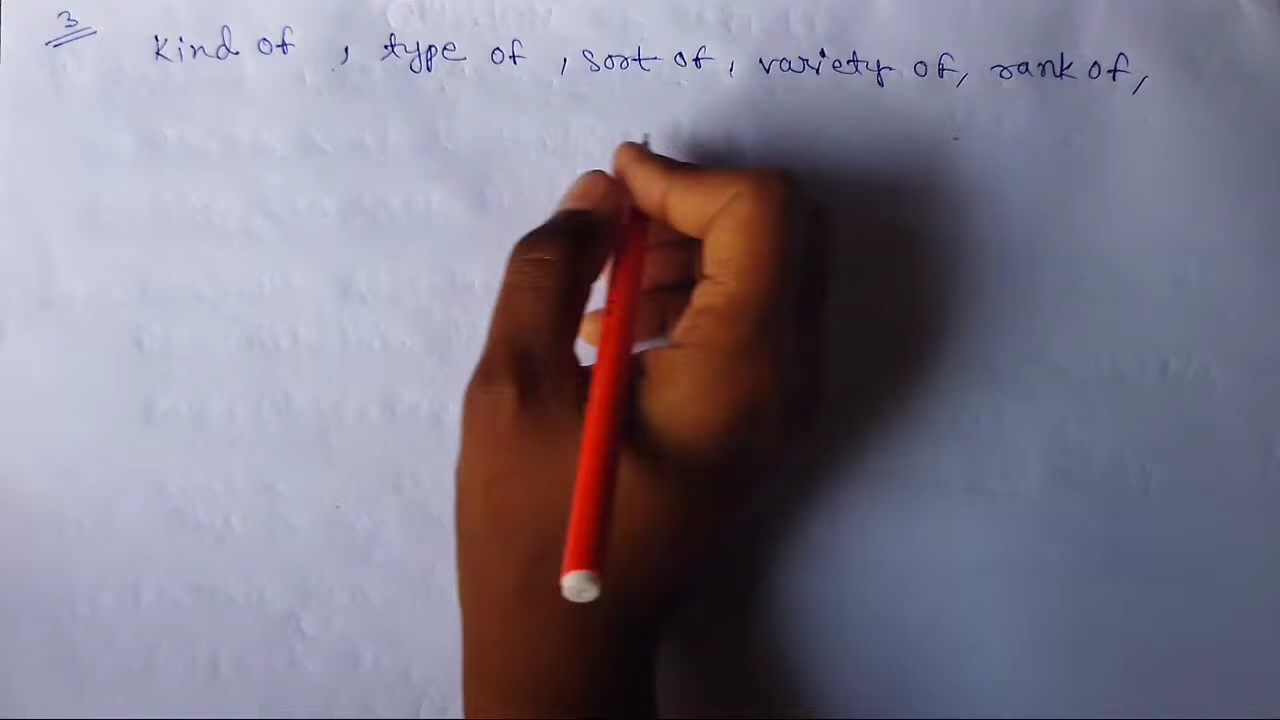 3
Kind of, type of, sort of, variety of, rank of,